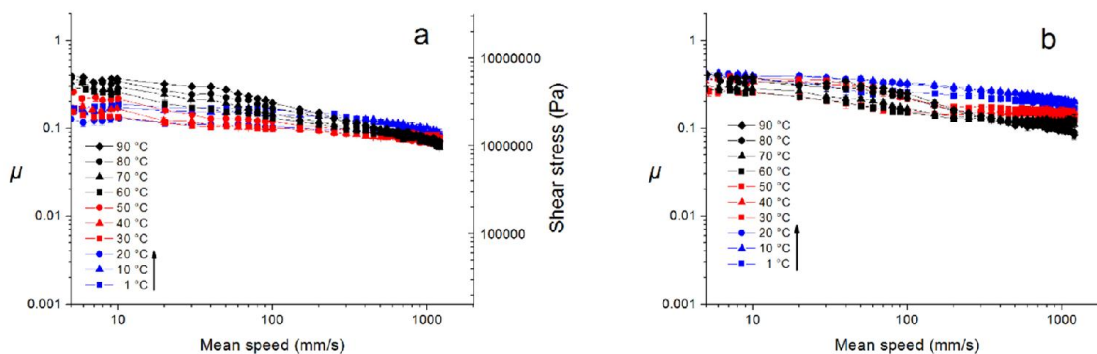 a
1
0.1
0.01
0.001
μ
90 °C
80 °C
70 °C
60 °C
50 °C
40 °C
30 °C
20 °C
10 °C
1 °C
10
100
1000
Mean speed (mm/s)
10000000
1000000
100000
Shear stress (Pa)
b
1
0.1
0.01
0.001
μ
90 °C
80 °C
70 °C
60 °C
50 °C
40 °C
30 °C
20 °C
10 °C
1 °C
10
100
1000
Mean speed (mm/s)